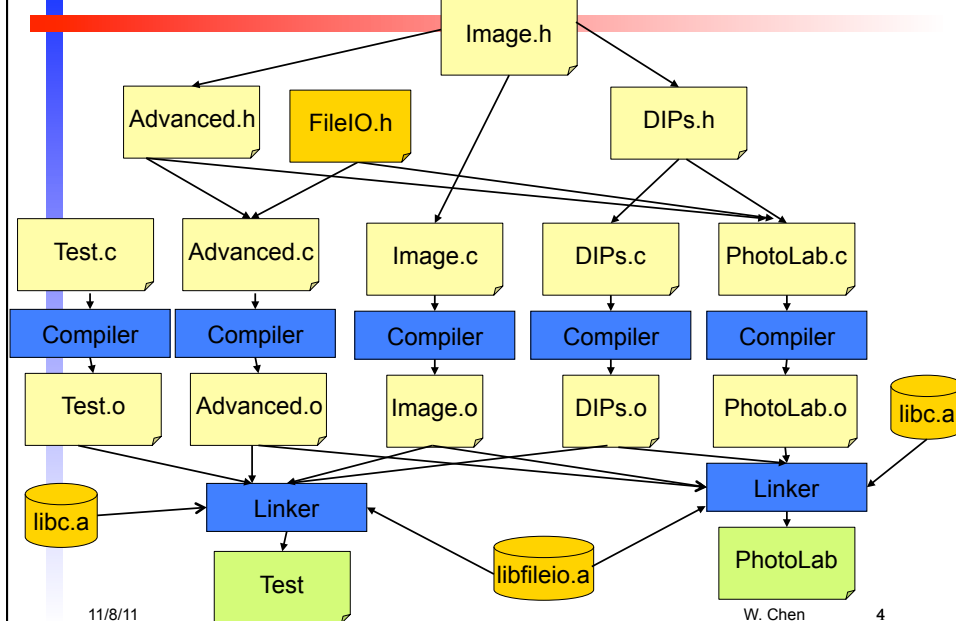 Image.h
Advanced.h
FileIO.h
DIPs.h
Test.c
Advanced.c
Image.c
DIPs.c
PhotoLab.c
Compiler
Compiler
Compiler
Compiler
Compiler
Test.o
Advanced.o
Image.o
DIPs.o
PhotoLab.o
libc.a
libc.a
Linker
Linker
libfileio.a
Test
PhotoLab
11/8/11
W. Chen
4